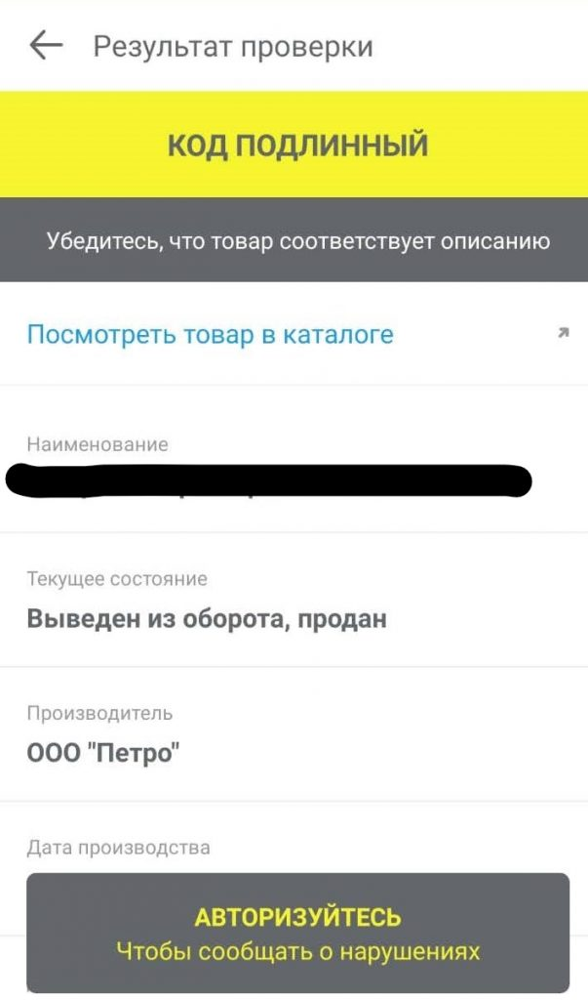 Результат проверки
КОД ПОДЛИННЫЙ
Убедитесь, что товар соответствует описанию
Посмотреть товар в каталоге
Наименование
Текущее состояние
Выведен из оборота, продан
Производитель
ООО "Петро"
Дата производства
АВТОРИЗУЙТЕСЬ
Чтобы сообщать о нарушениях